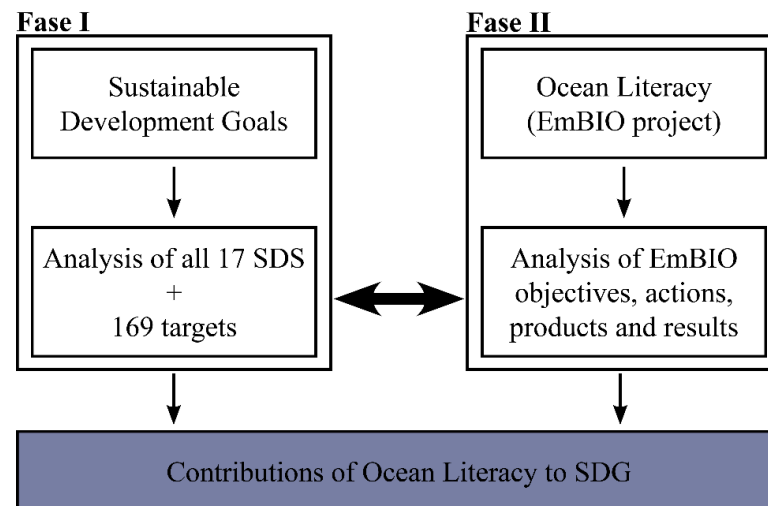 Fase I
Sustainable
Development Goals
Analysis of all 17 SDS
+
169 targets
Fase II
Ocean Literacy
(EmBIO project)
Analysis of EmBIO
objectives, actions,
products and results
Contributions of Ocean Literacy to SDG